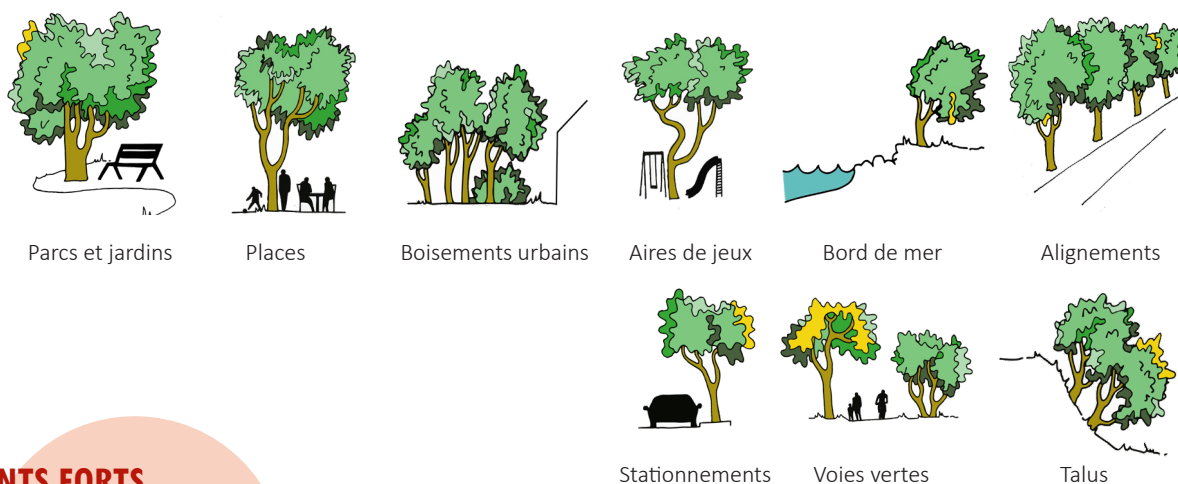 Parcs et jardins
Places
Boisements urbains
Aires de jeux
Bord de mer
Alignements
Stationnements
Voies vertes
Talus
NTS FORTS